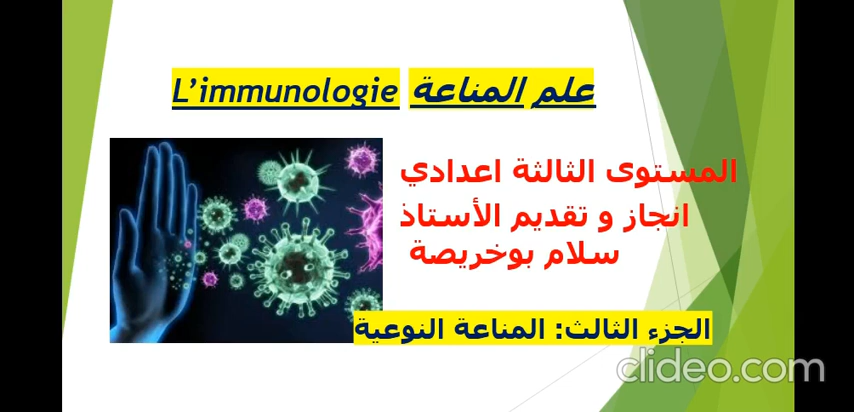 علم المناعة L’immunologie
المستوى الثالثة اعدادي
انجاز و تقديم الأستاذ
سلام بوخريصة
الجزء الثالث: المناعة النوعية
clideo.com